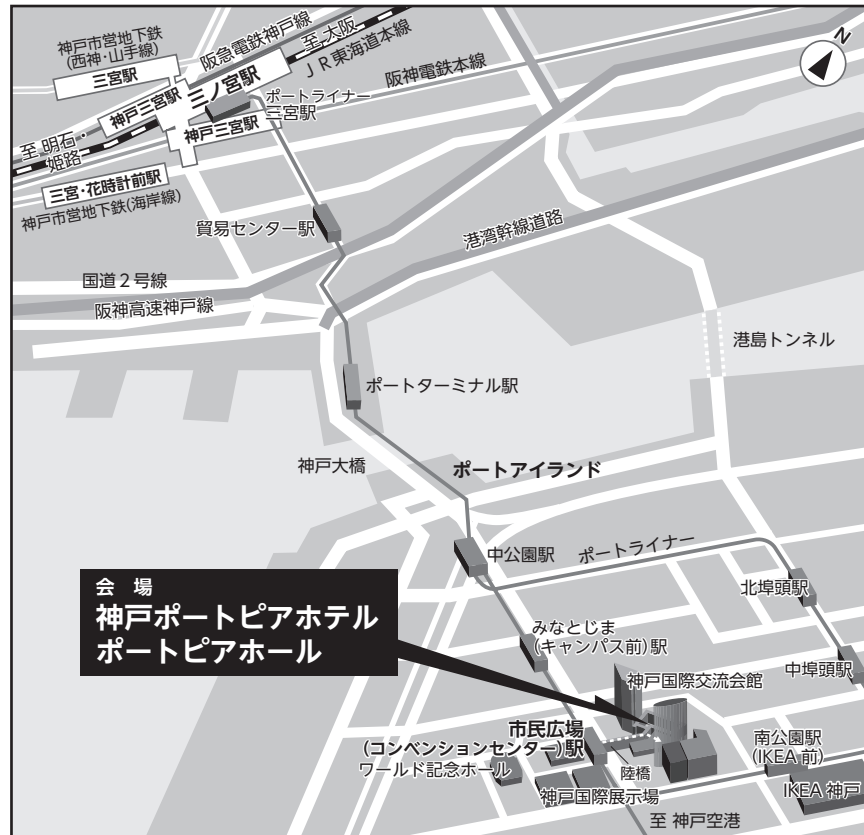 神戸市営地下鉄
(西神・山手線)
三宮駅
阪急電鉄神戸線
至 大阪
JR東海道本線
N
三ノ宮駅
阪神電鉄本線
ポートライナー
三宮駅
神戸三宮駅
神戸三宮駅
至 明石・
姫路
三宮・花時計前駅
神戸市営地下鉄(海岸線)
貿易センター駅
港湾幹線道路
国道2号線
阪神高速神戸線
港島トンネル
ポートターミナル駅
神戸大橋
ポートアイランド
中公園駅
ポートライナー
北埠頭駅
会 場
神戸ポートピアホテル
ポートピアホール
みなとじま
(キャンパス前)駅
中埠頭駅
神戸国際交流会館
市民広場
(コンベンションセンター)駅
ワールド記念ホール
南公園駅
(IKEA 前)
陸橋
神戸国際展示場
IKEA 神戸
至 神戸空港